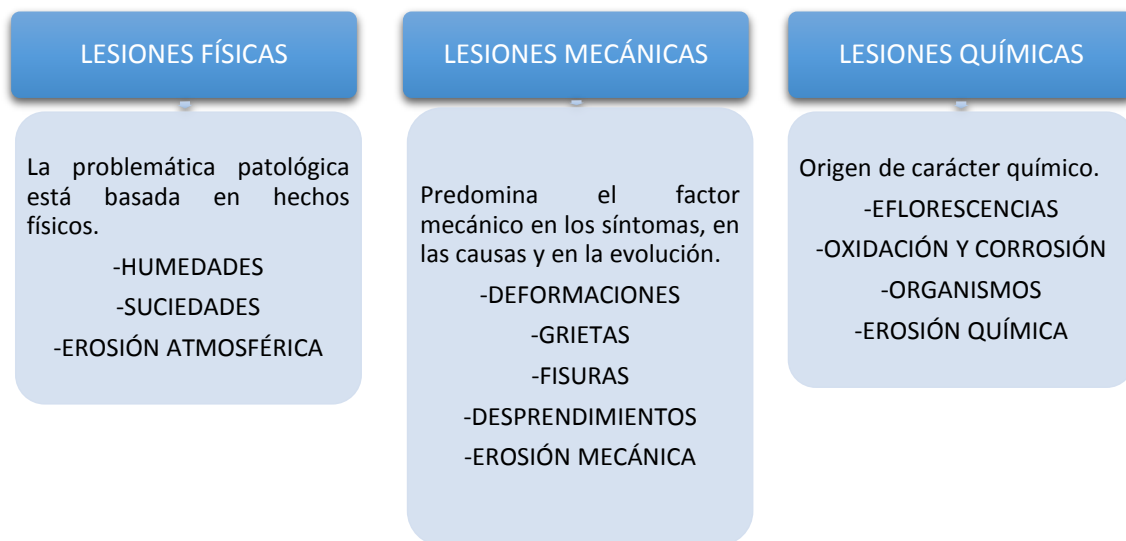 LESIONES FÍSICAS
La problemática patológica
está basada en hechos
físicos.
-HUMEDADES
-SUCIEDADES
-EROSIÓN ATMOSFÉRICA
LESIONES MECÁNICAS
Predomina el factor
mecánico en los síntomas, en
las causas y en la evolución.
-DEFORMACIONES
-GRIETAS
-FISURAS
-DESPRENDIMIENTOS
-EROSIÓN MECÁNICA
LESIONES QUÍMICAS
Origen de carácter químico.
-EFLORESCENCIAS
-OXIDACIÓN Y CORROSIÓN
-ORGANISMOS
-EROSIÓN QUÍMICA